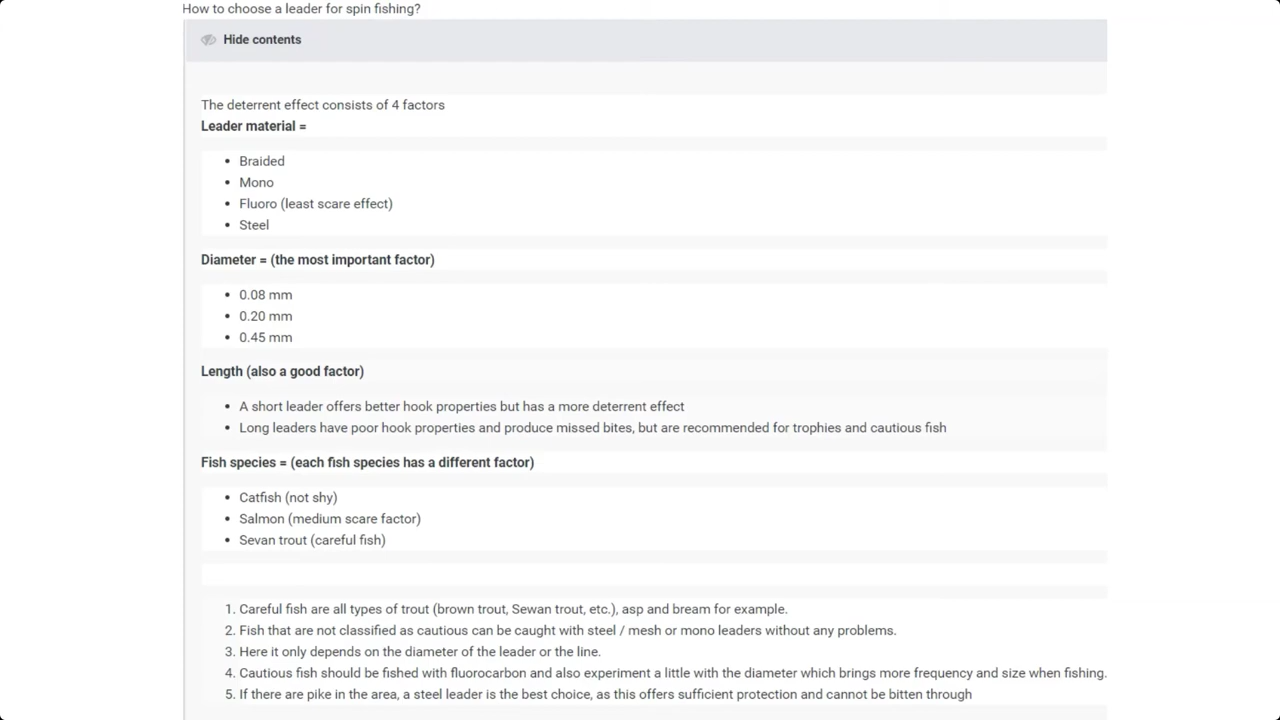 How to choose a leader for spin fishing?
Hide contents
The deterrent effect consists of 4 factors
Leader material =
• Braided
• Mono
• Fluoro (least scare effect)
• Steel
Diameter = (the most important factor)
• 0.08 mm
• 0.20 mm
• 0.45 mm
Length (also a good factor)
• A short leader offers better hook properties but has a more deterrent effect
• Long leaders have poor hook properties and produce missed bites, but are recommended for trophies and cautious fish
Fish species = (each fish species has a different factor)
• Catfish (not shy)
• Salmon (medium scare factor)
• Sevan trout (careful fish)
1. Careful fish are all types of trout (brown trout, Sewan trout, etc.), asp and bream for example.
2. Fish that are not classified as cautious can be caught with steel / mesh or mono leaders without any problems.
3. Here it only depends on the diameter of the leader or the line.
4. Cautious fish should be fished with fluorocarbon and also experiment a little with the diameter which brings more frequency and size when fishing.
5. If there are pike in the area, a steel leader is the best choice, as this offers sufficient protection and cannot be bitten through